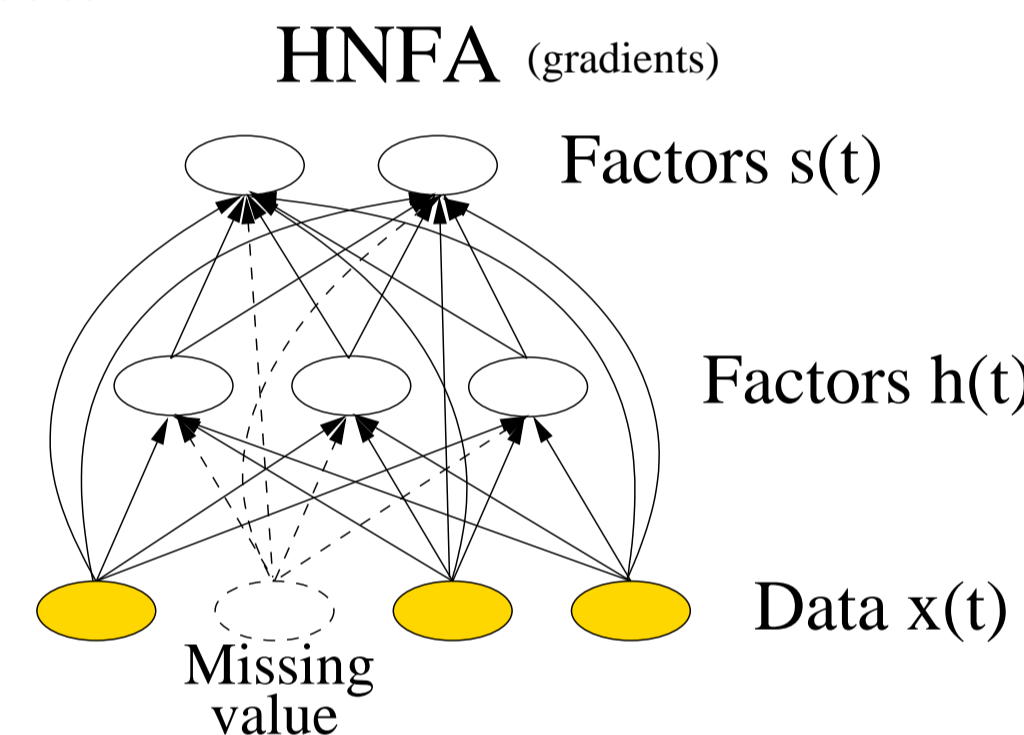 HNFA (gradients)
Factors s(t)
Factors h(t)
Data x(t)
Missing
value